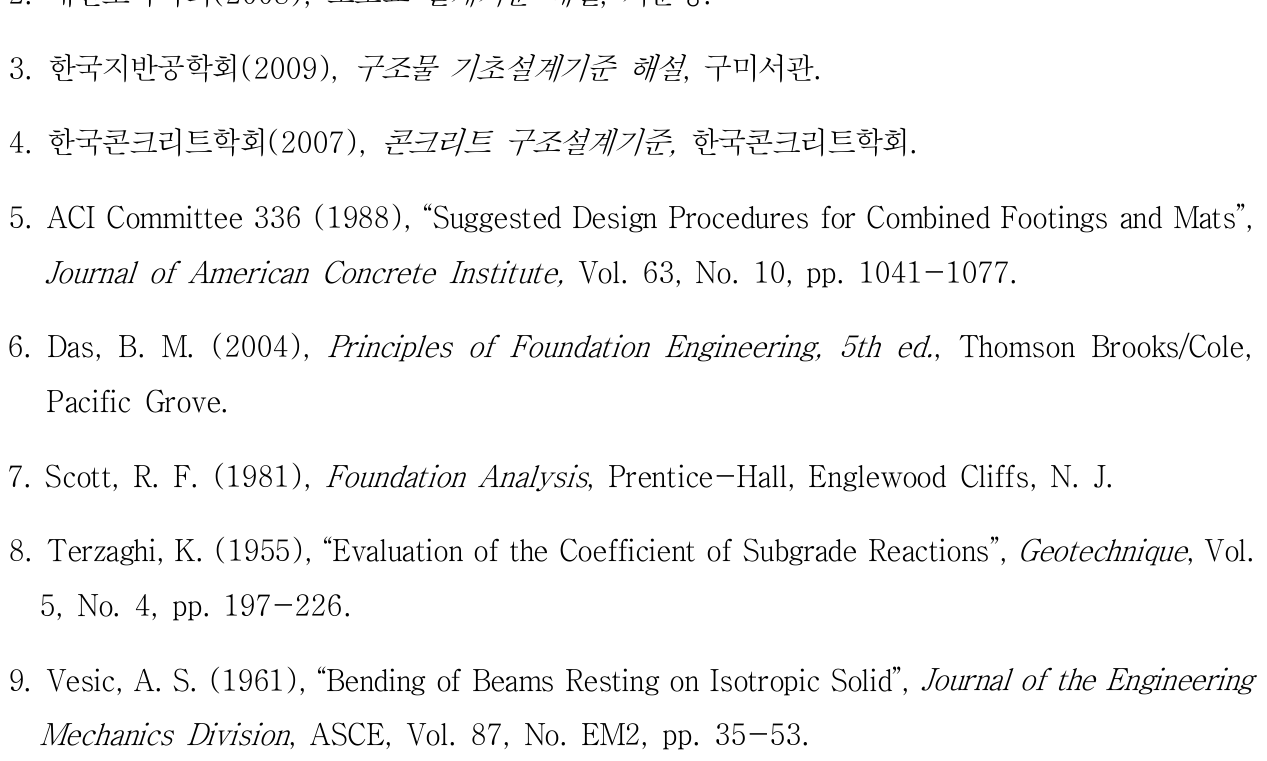 3. 한국지반공학회(2009), 구조물 기초설계기준 해설, 구미서관.
4. 한국콘크리트학회(2007), 콘크리트 구조설계기준, 한국콘크리트학회.
5. ACI Committee 336 (1988), “Suggested Design Procedures for Combined Footings and Mats”,
Journal of American Concrete Institute, Vol. 63, No. 10, pp. 1041-1077.
6. Das, B. M. (2004), Principles of Foundation Engineering, 5th ed., Thomson Brooks/Cole,
Pacific Grove.
7. Scott, R. F. (1981), Foundation Analysis, Prentice-Hall, Englewood Cliffs, N. J.
8. Terzaghi, K. (1955), “Evaluation of the Coefficient of Subgrade Reactions”, Geotechnique, Vol.
5, No. 4, pp. 197-226.
9. Vesic, A. S. (1961), “Bending of Beams Resting on Isotropic Solid”, Journal of the Engineering
Mechanics Division, ASCE, Vol. 87, No. EM2, pp. 35-53.